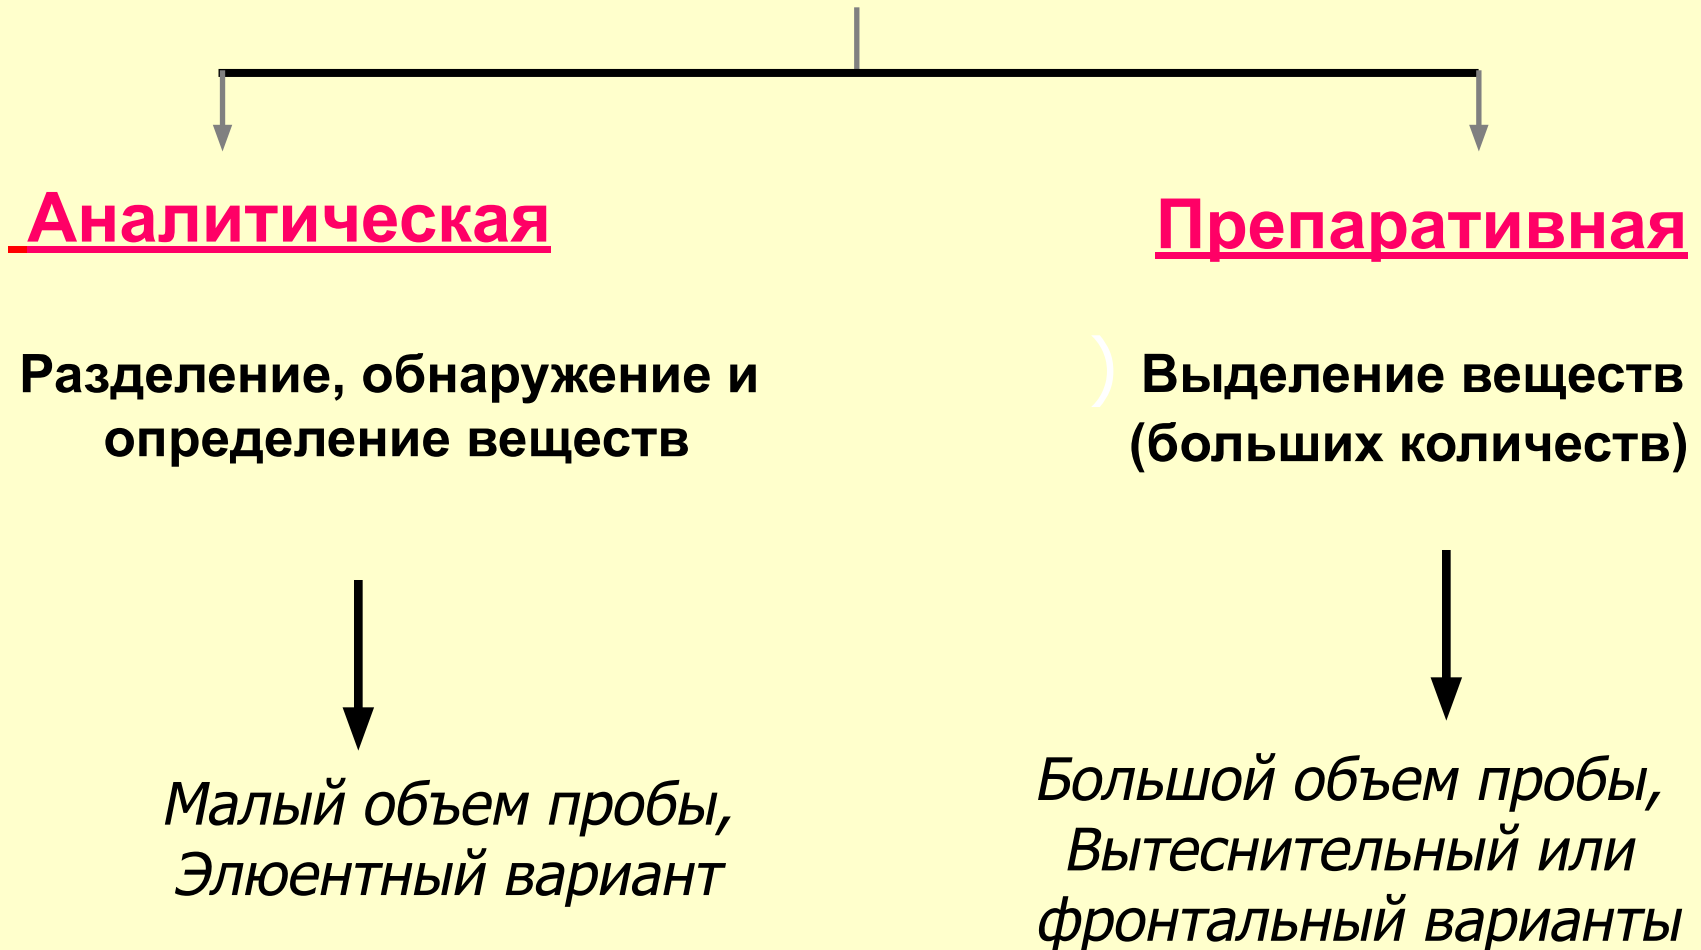 Аналитическая
Препаративная
Разделение, обнаружение и
определение веществ
) Выделение веществ
(больших количеств)
Малый объем пробы,
Элюентный вариант
Большой объем пробы,
Вытеснительный или
фронтальный варианты